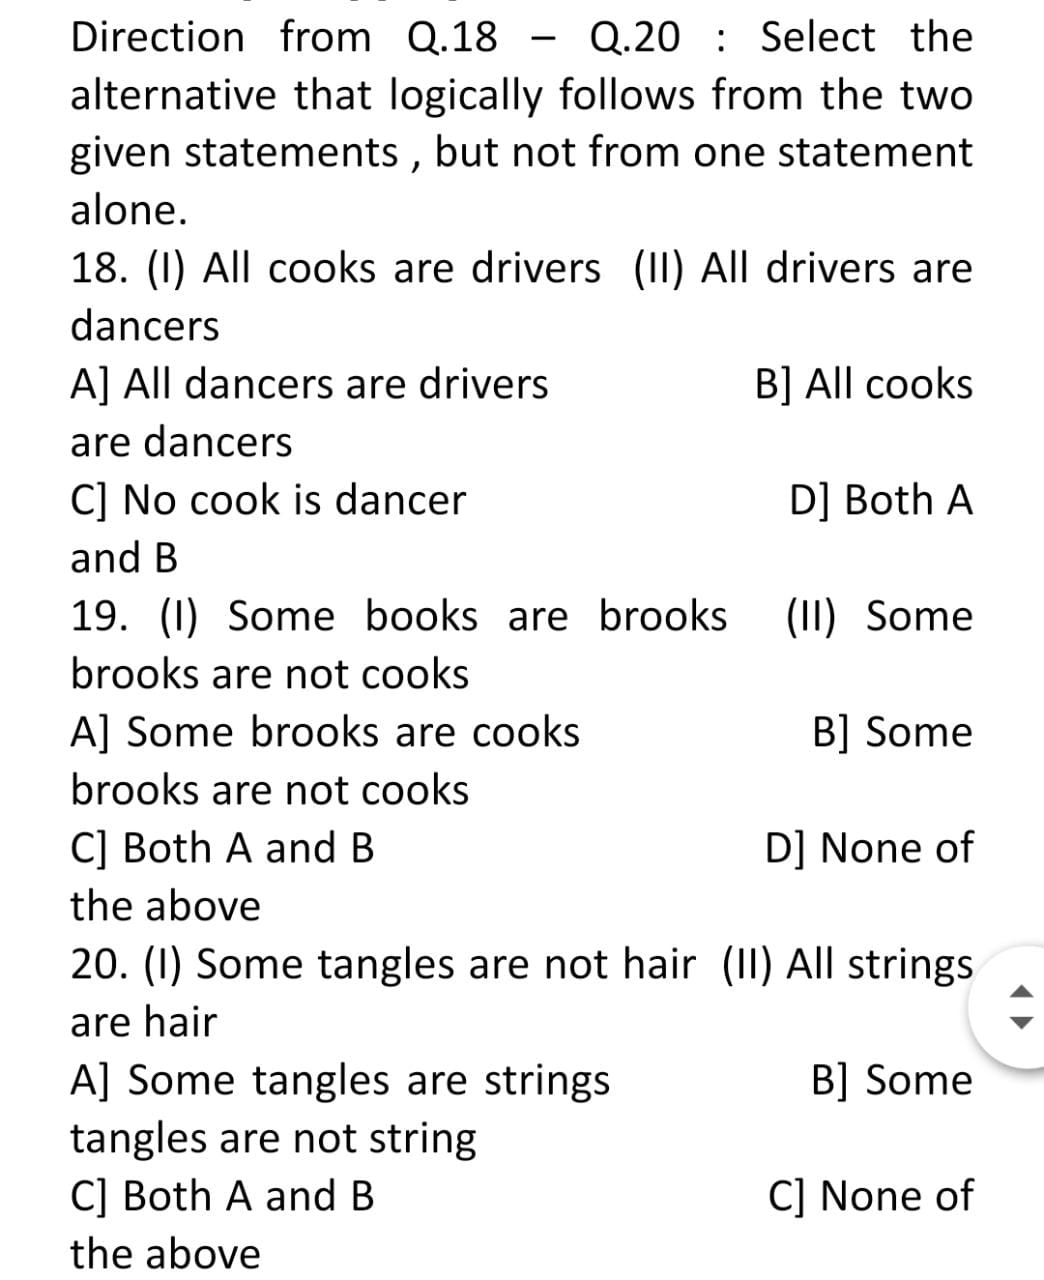 Direction from Q.18 – Q.20 : Select the
alternative that logically follows from the two
given statements , but not from one statement
alone.
18. (I) All cooks are drivers (II) All drivers are
dancers
A] All dancers are drivers B] All cooks
are dancers
C] No cook is dancer D] Both A
and B
19. (I) Some books are brooks (II) Some
brooks are not cooks
A] Some brooks are cooks B] Some
brooks are not cooks
C] Both A and B D] None of
the above
20. (I) Some tangles are not hair (II) All strings
are hair
A] Some tangles are strings B] Some
tangles are not string
C] Both A and B C] None of
the above